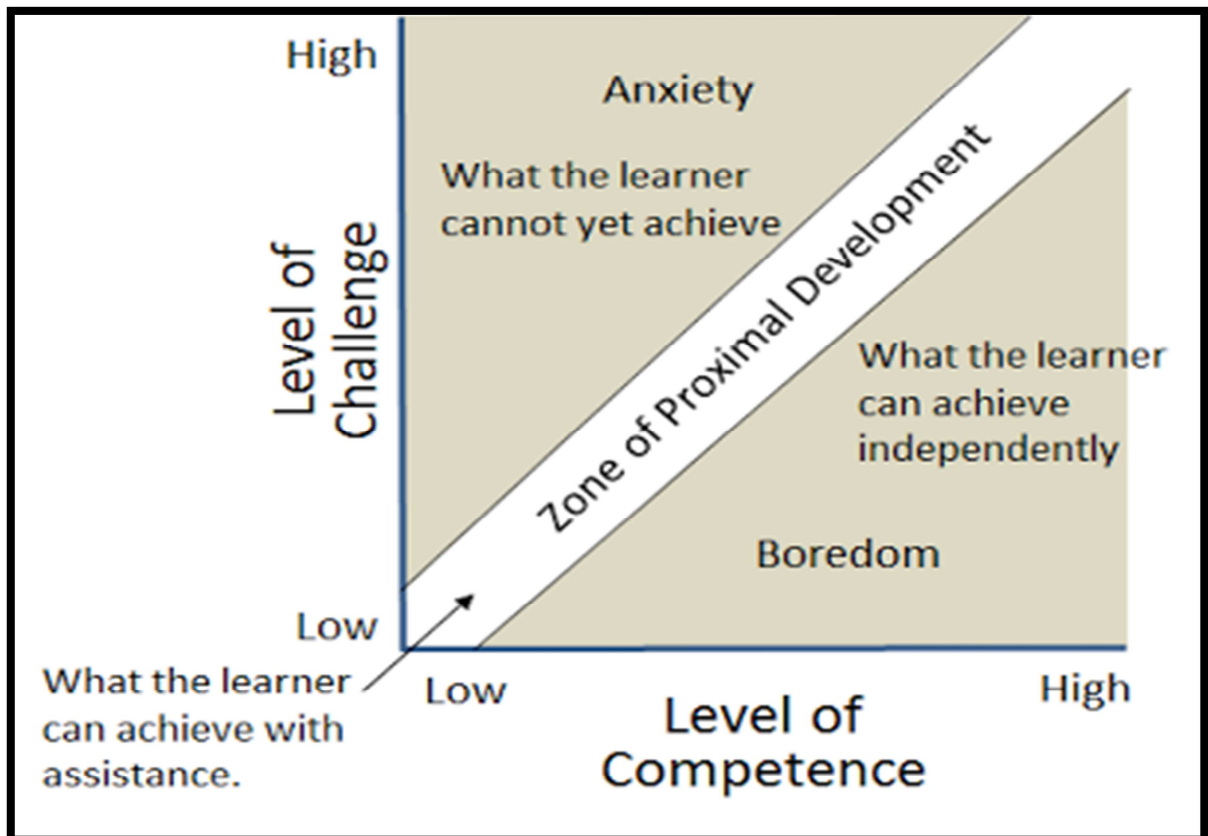 High
Anxiety
What the learner
cannot yet achieve
Level of
Challenge
Zone of Proximal Development
What the learner
can achieve
independently
Boredom
Low
What the learner
can achieve with
assistance.
Low
High
Level of
Competence